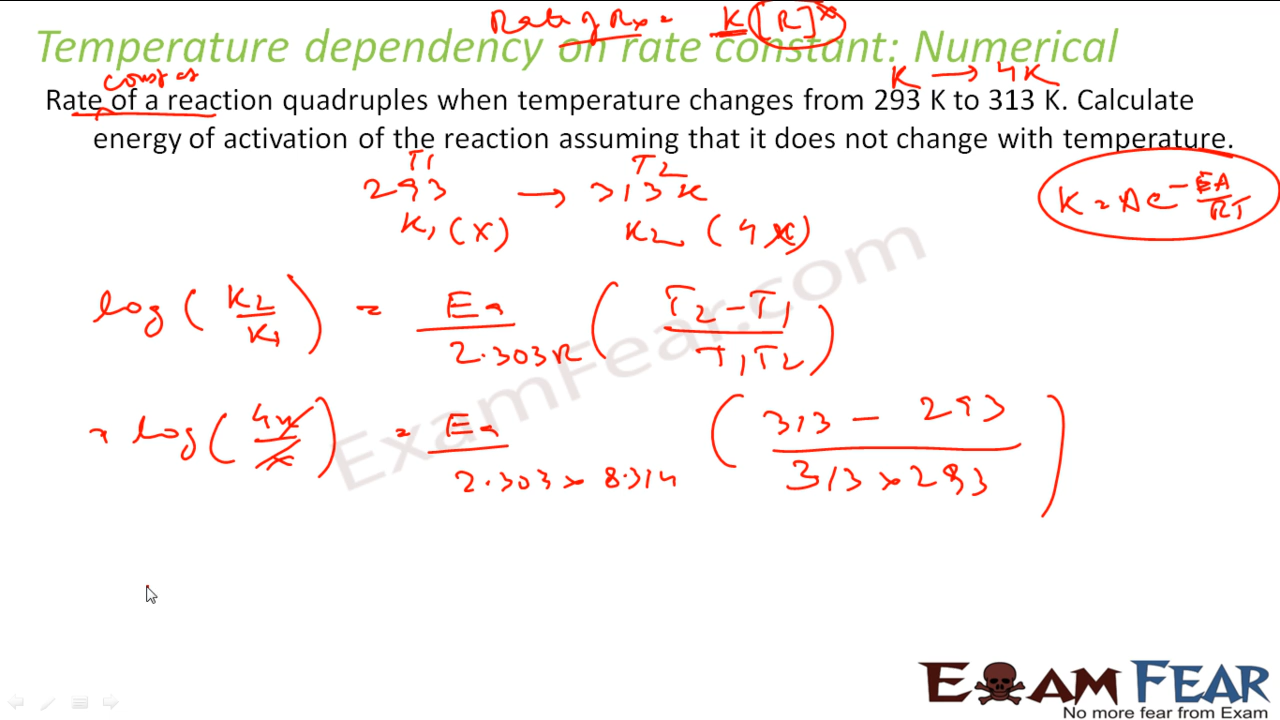 Rate of Rx = K [R]^x
Temperature dependency on rate constant: Numerical
const of
K → 4K
Rate of a reaction quadruples when temperature changes from 293 K to 313 K. Calculate
energy of activation of the reaction assuming that it does not change with temperature.
T1 T2
293 → 313 K
K1 (x) K2 (4x)
K = Ae^-EA/RT
log (K2/K1) = Ea/2.303R (T2-T1/T1T2)
= log (4x/x) = Ea/2.303 x 8.314 (313 - 293/313 x 293)
ExamFear.com
EXAM FEAR
No more fear from Exam